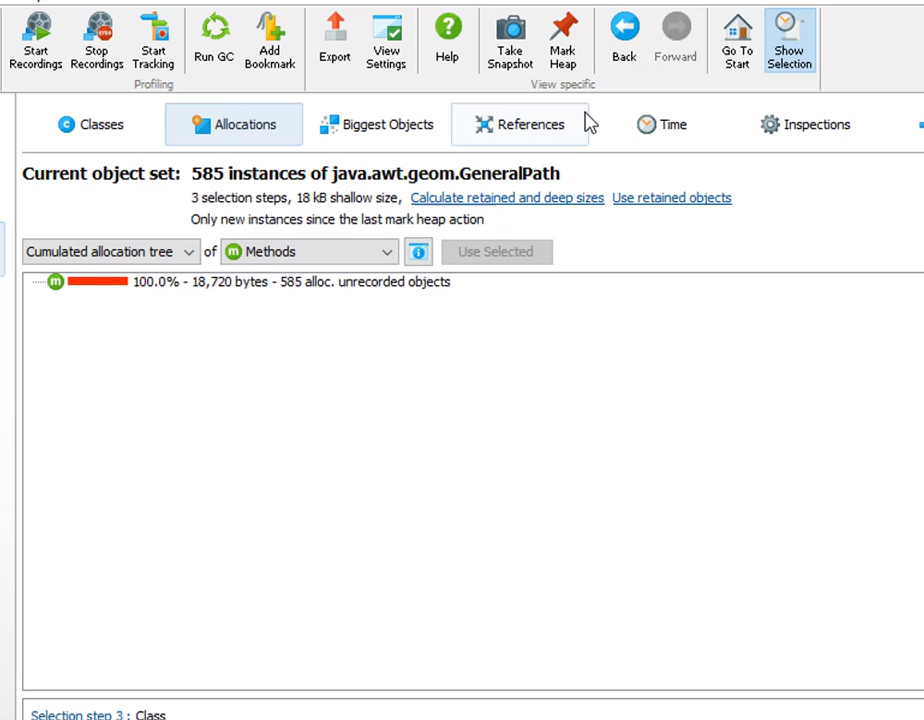 Start Recordings
Stop Recordings
Start Tracking
Run GC
Add Bookmark
Export
View Settings
Help
Take Snapshot
Mark Heap
Back
Forward
Go To Start
Show Selection
Profiling
View specific
Classes
Allocations
Biggest Objects
References
Time
Inspections
Current object set: 585 instances of java.awt.geom.GeneralPath
3 selection steps, 18 kB shallow size, Calculate retained and deep sizes Use retained objects
Only new instances since the last mark heap action
Cumulated allocation tree of Methods Use Selected
100.0% - 18,720 bytes - 585 alloc. unrecorded objects
Selection step 3 : Class